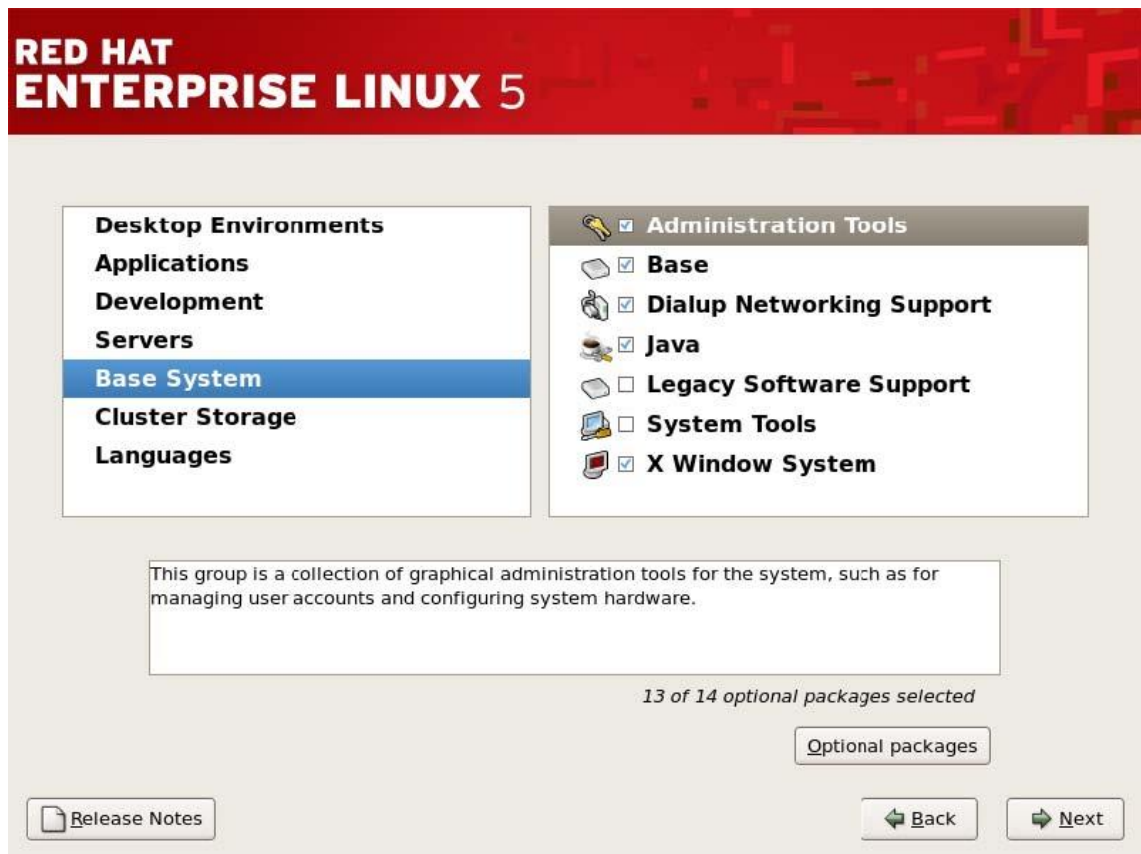 RED HAT
ENTERPRISE LINUX 5
Desktop Environments
Applications
Development
Servers
Base System
Cluster Storage
Languages
Administration Tools
Base
Dialup Networking Support
Java
Legacy Software Support
System Tools
X Window System
This group is a collection of graphical administration tools for the system, such as for
managing user accounts and configuring system hardware.
13 of 14 optional packages selected
Optional packages
Release Notes
Back
Next